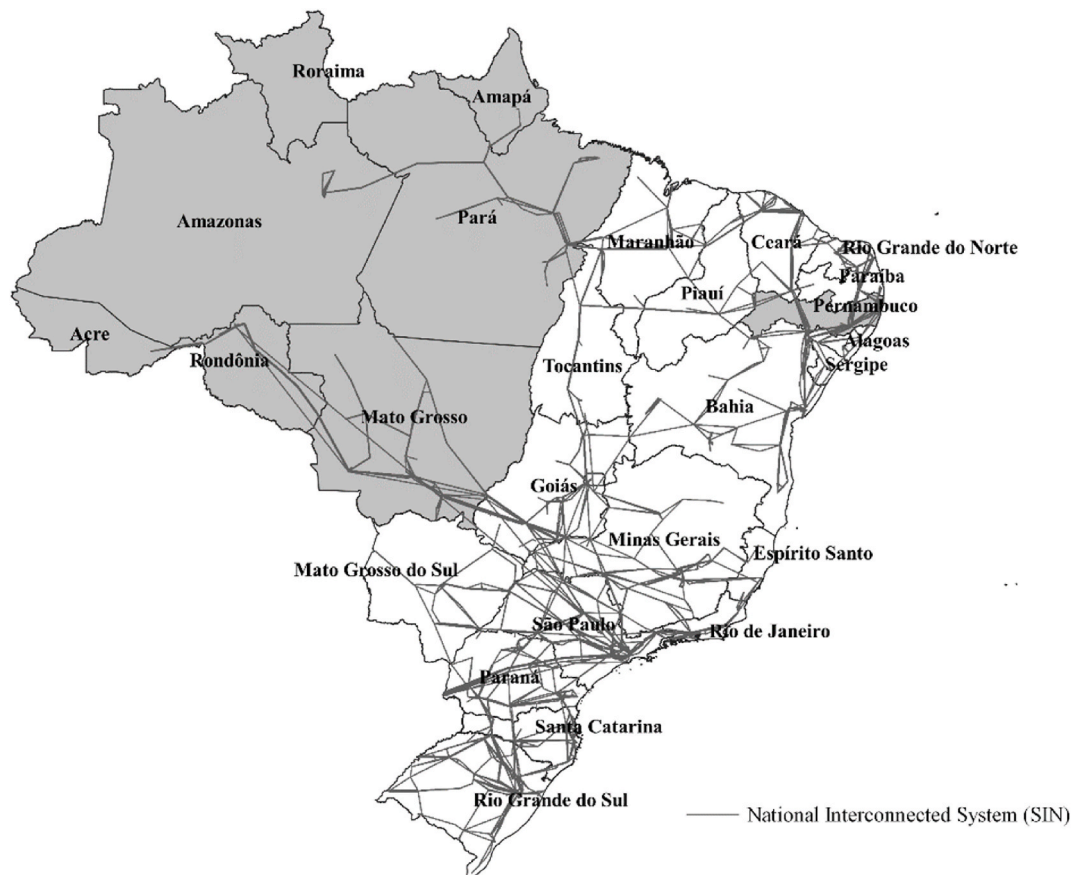 Roraima
Amapá
Amazonas
Pará
Maranhão
Ceará
Rio Grande do Norte
Paraíba
Piauí
Pernambuco
Acre
Alagoas
Rondônia
Tocantins
Sergipe
Mato Grosso
Bahia
Goiás
Minas Gerais
Espírito Santo
Mato Grosso do Sul
São Paulo
Rio de Janeiro
Paraná
Santa Catarina
Rio Grande do Sul
National Interconnected System (SIN)